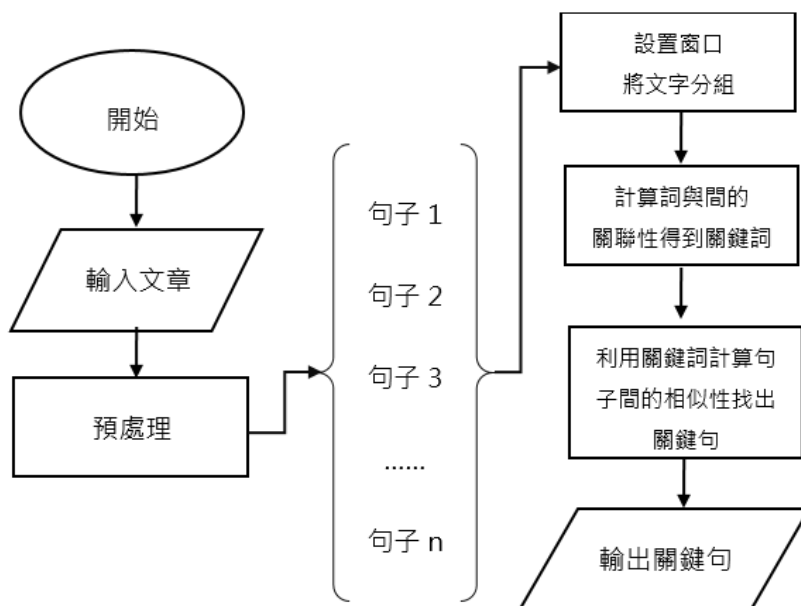 開始
輸入文章
預處理
句子 1
句子 2
句子 3
......
句子 n
設置窗口
將文字分組
計算詞與間的
關聯性得到關鍵詞
利用關鍵詞計算句
子間的相似性找出
關鍵句
輸出關鍵句